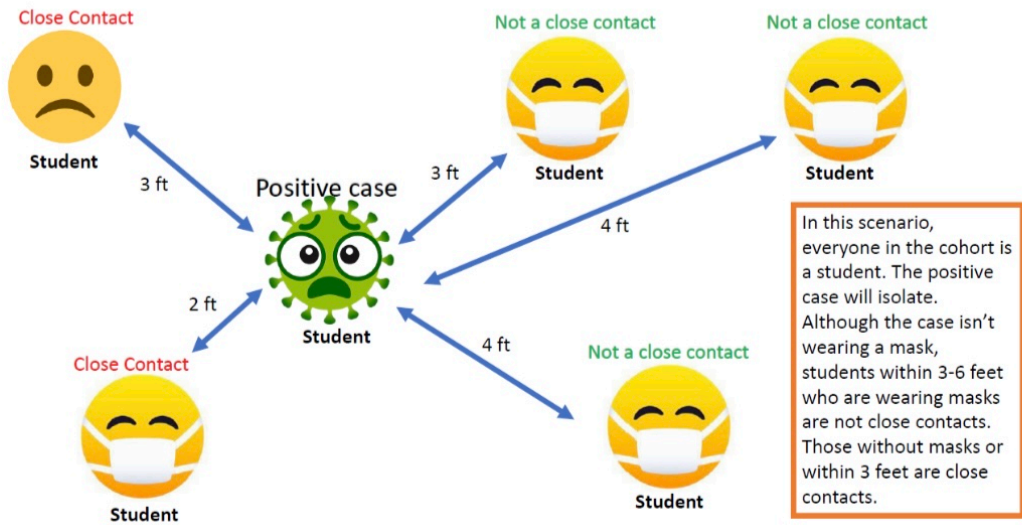 Close Contact
Not a close contact
Not a close contact
Student
Student
Student
3 ft
3 ft
Positive case
4 ft
In this scenario,
everyone in the cohort is
a student. The positive
case will isolate.
Although the case isn’t
wearing a mask,
students within 3-6 feet
who are wearing masks
are not close contacts.
Those without masks or
within 3 feet are close
contacts.
2 ft
Student
4 ft
Close Contact
Not a close contact
Student
Student